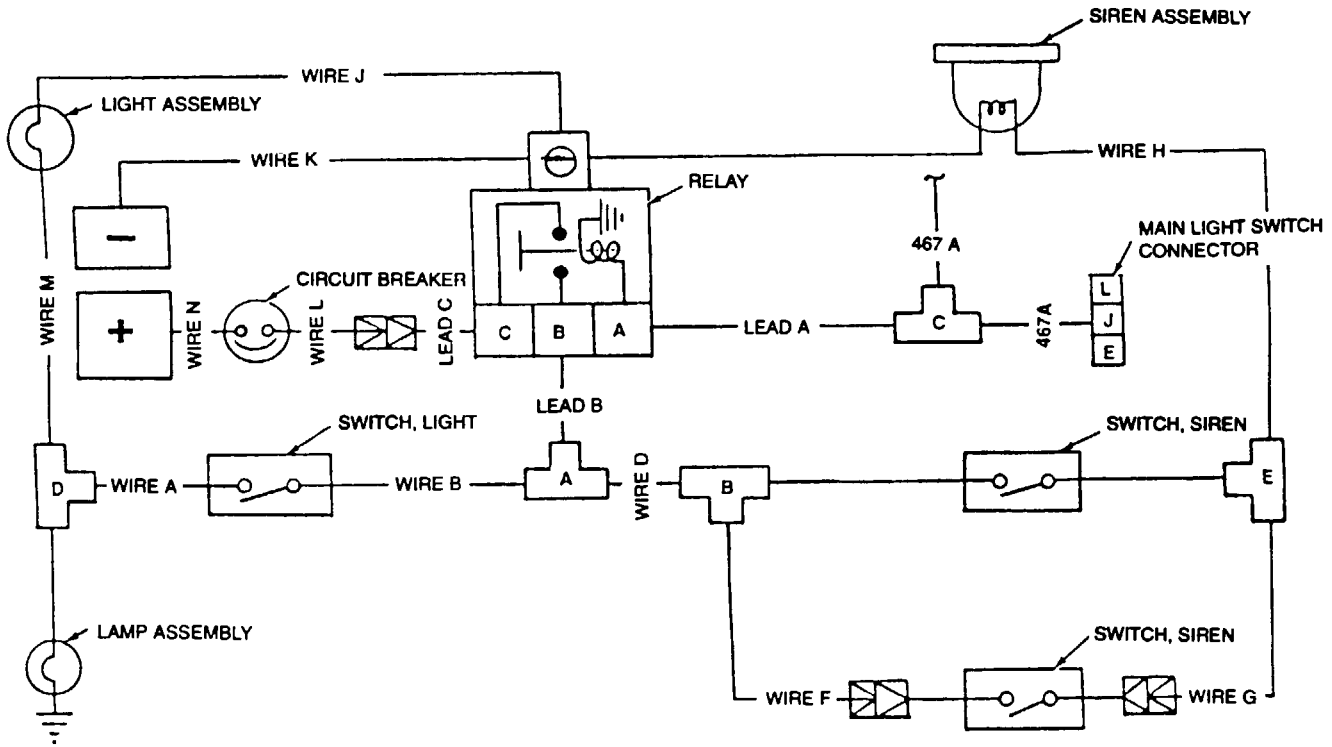 SIREN ASSEMBLY
WIRE J
LIGHT ASSEMBLY
WIRE K
WIRE H
RELAY
MAIN LIGHT SWITCH
CONNECTOR
467 A
−
WIRE M
CIRCUIT BREAKER
L
+
WIRE N
WIRE L
LEAD C
C
B
A
LEAD A
C
467A
J
E
LEAD B
SWITCH, LIGHT
SWITCH, SIREN
D
WIRE A
WIRE B
A
WIRE D
B
E
LAMP ASSEMBLY
SWITCH, SIREN
WIRE F
WIRE G